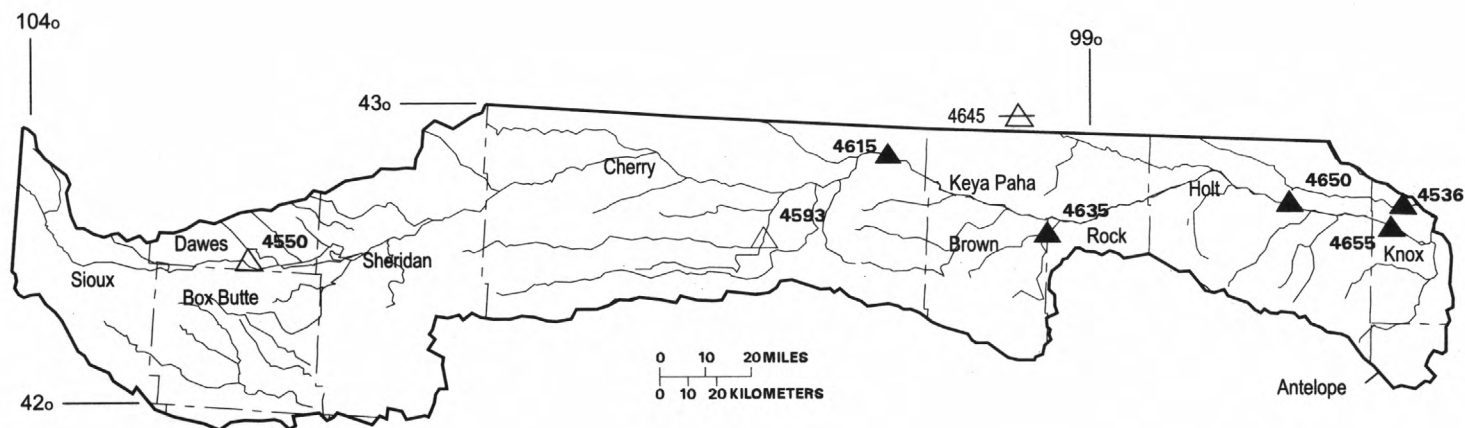 104o
99o
43o
4645
4615
Cherry
Keya Paha
Holt
4650
4536
4593
4635
Dawes
4550
Brown
Rock
4655
Sheridan
Knox
Sioux
Box Butte
0 10 20 MILES
0 10 20 KILOMETERS
Antelope
42o